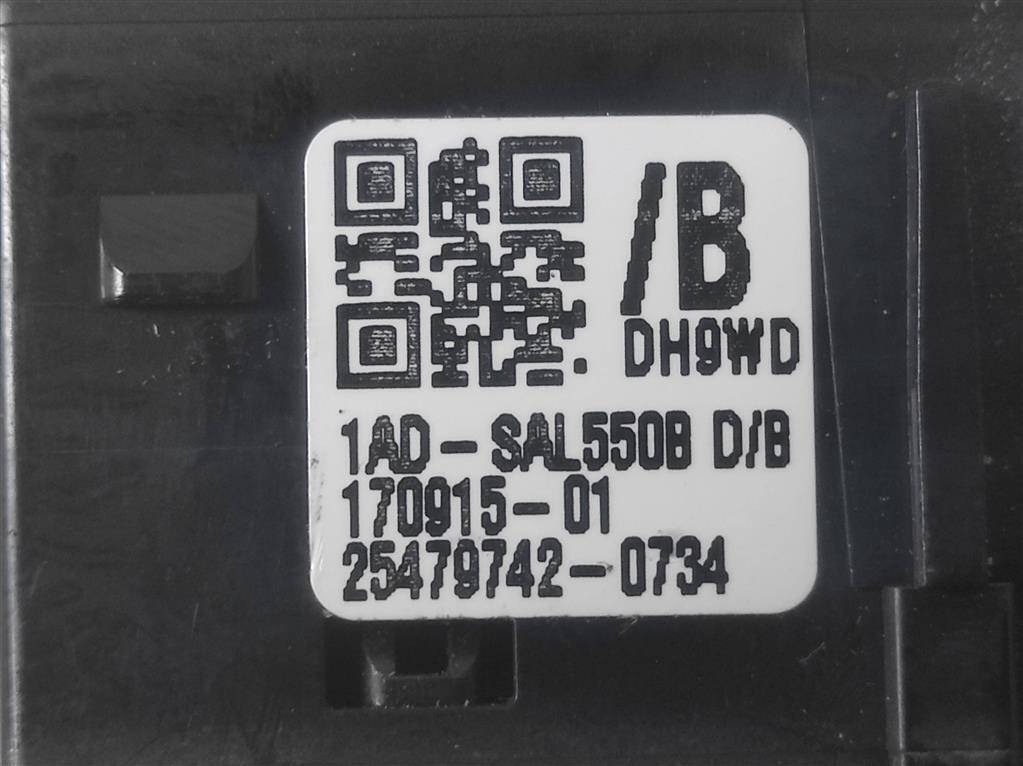 /B
DH9WD
1AD-SAL550B D/B
170915-01
25479742-0734